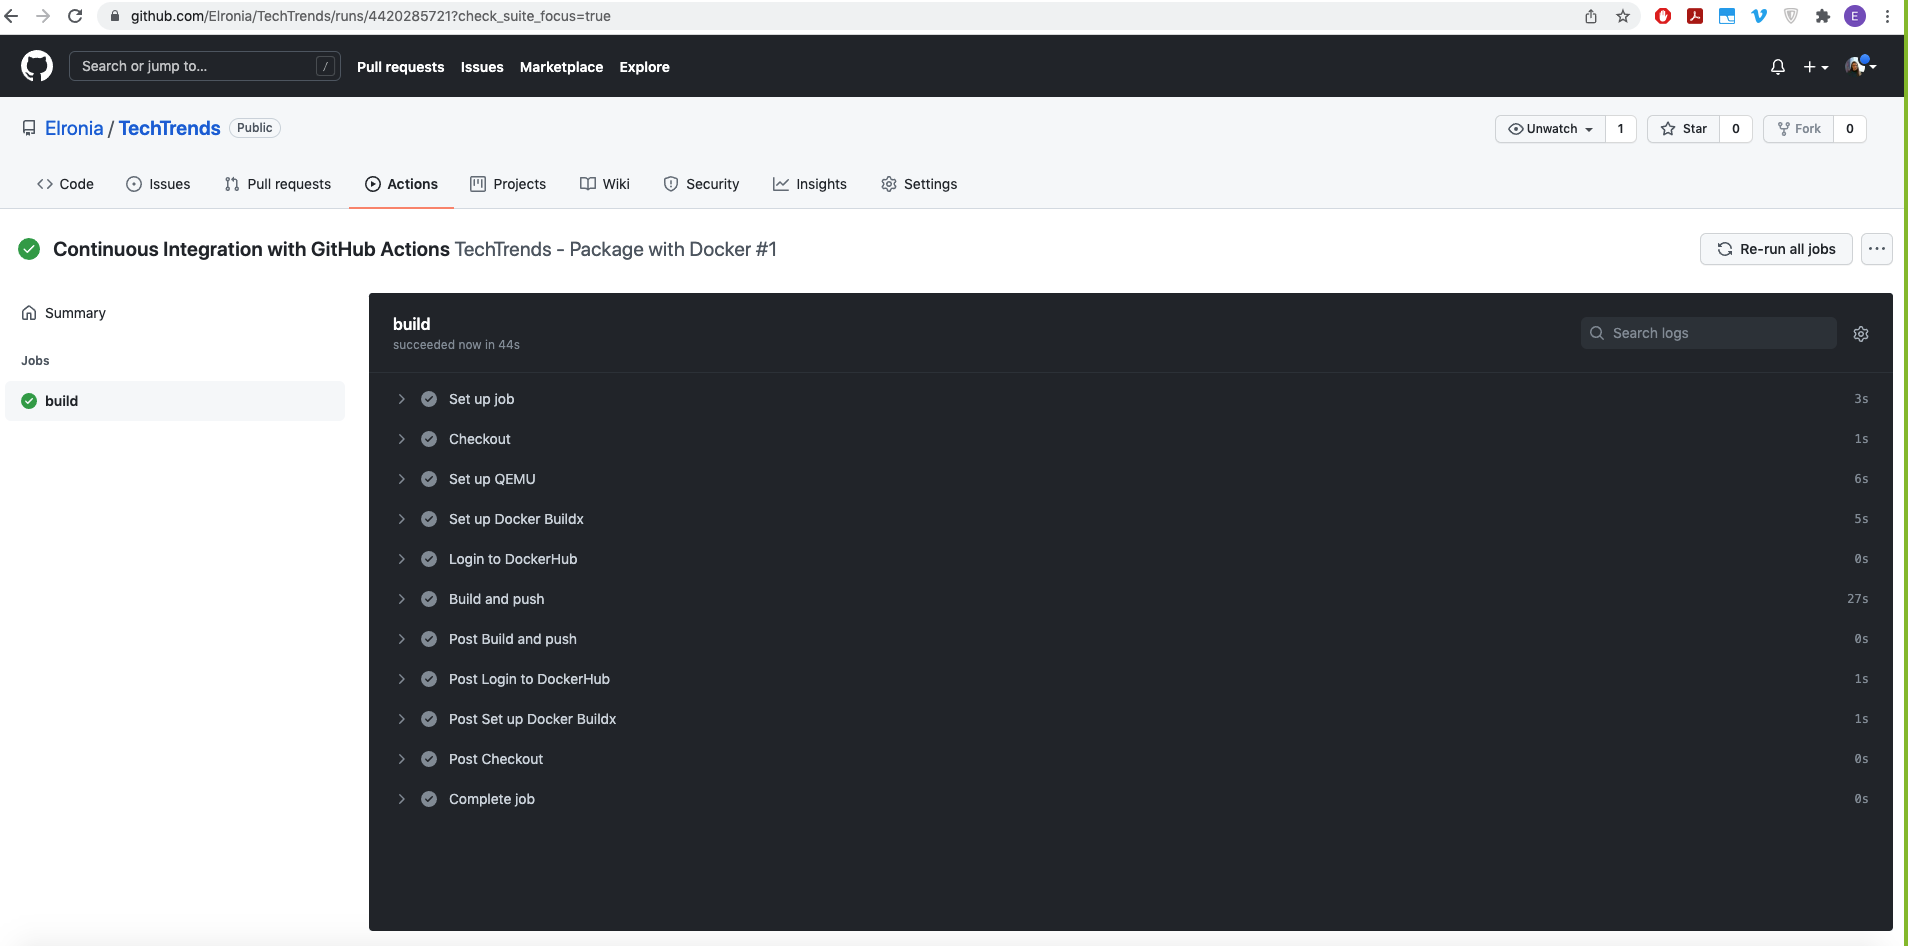 github.com/Elronia/TechTrends/runs/4420285721?check_suite_focus=true
E
Search or jump to... /
Pull requests Issues Marketplace Explore
Elronia / TechTrends Public
Unwatch 1 Star 0 Fork 0
Code Issues Pull requests Actions Projects Wiki Security Insights Settings
Continuous Integration with GitHub Actions TechTrends - Package with Docker #1
Re-run all jobs
Summary
Jobs
build
build
succeeded now in 44s
Search logs
Set up job 3s
Checkout 1s
Set up QEMU 6s
Set up Docker Buildx 5s
Login to DockerHub 0s
Build and push 27s
Post Build and push 0s
Post Login to DockerHub 1s
Post Set up Docker Buildx 1s
Post Checkout 0s
Complete job 0s